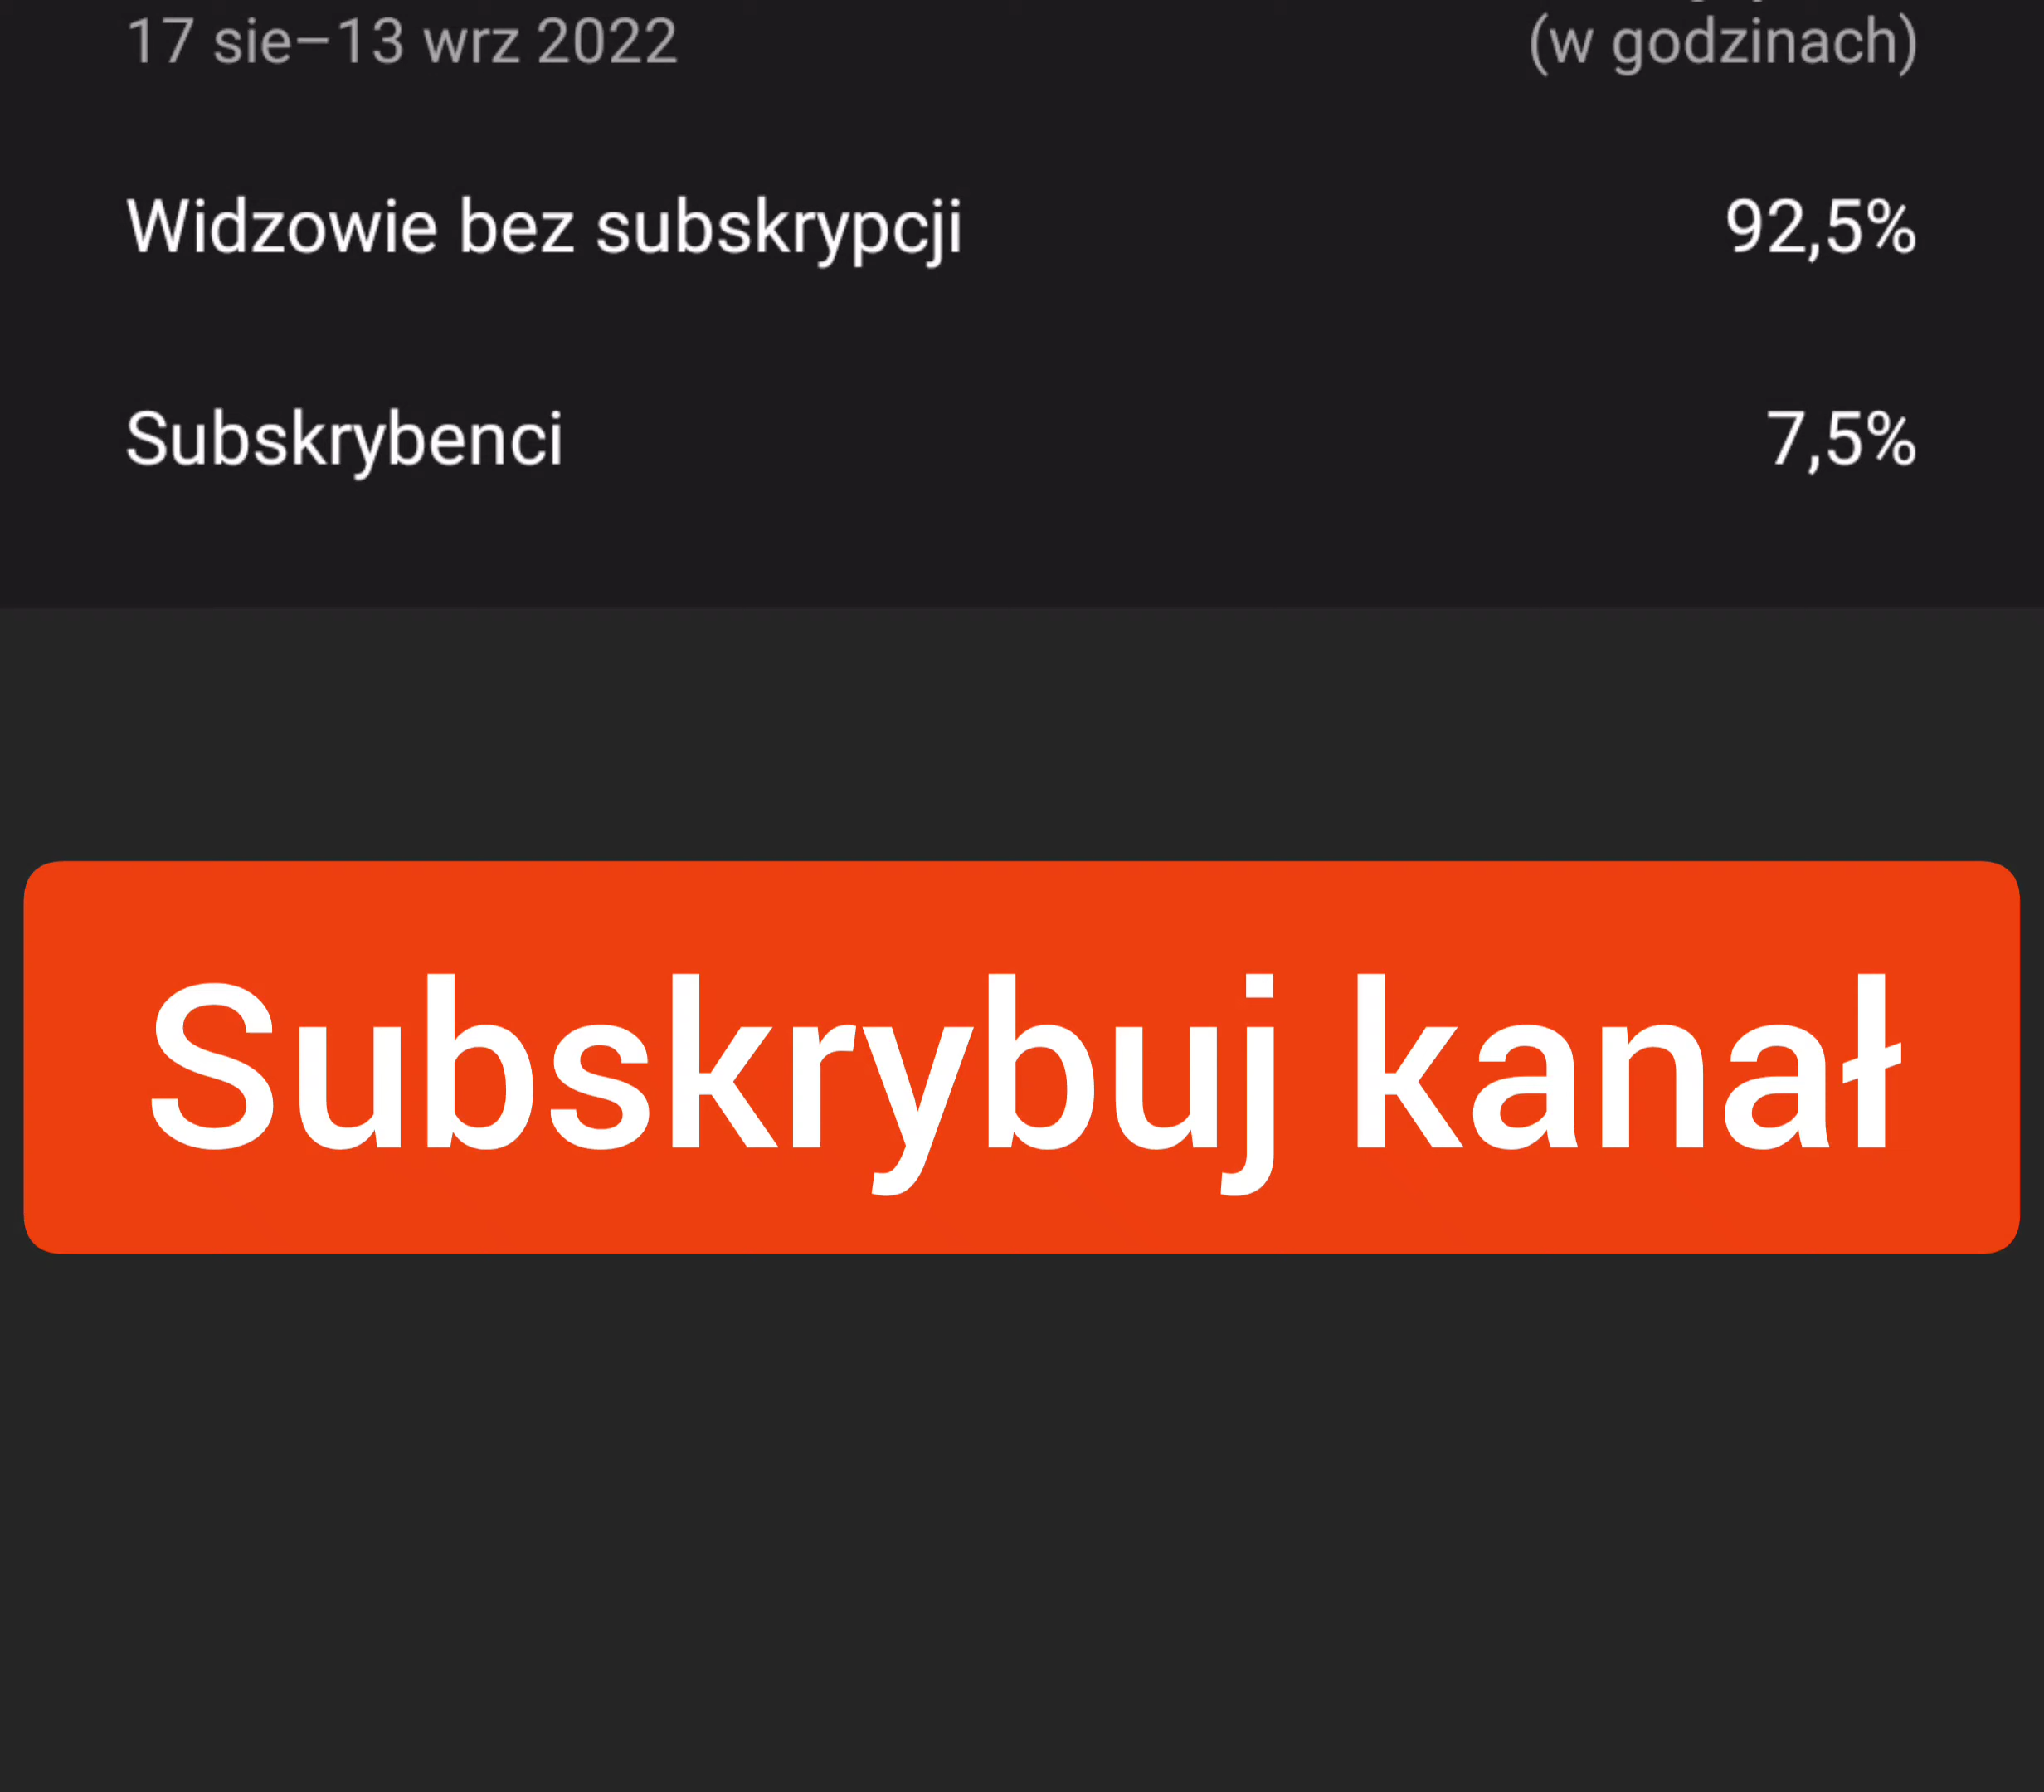 17 sie–13 wrz 2022
(w godzinach)
Widzowie bez subskrypcji 92,5%
Subskrybenci 7,5%
Subskrybuj kanał